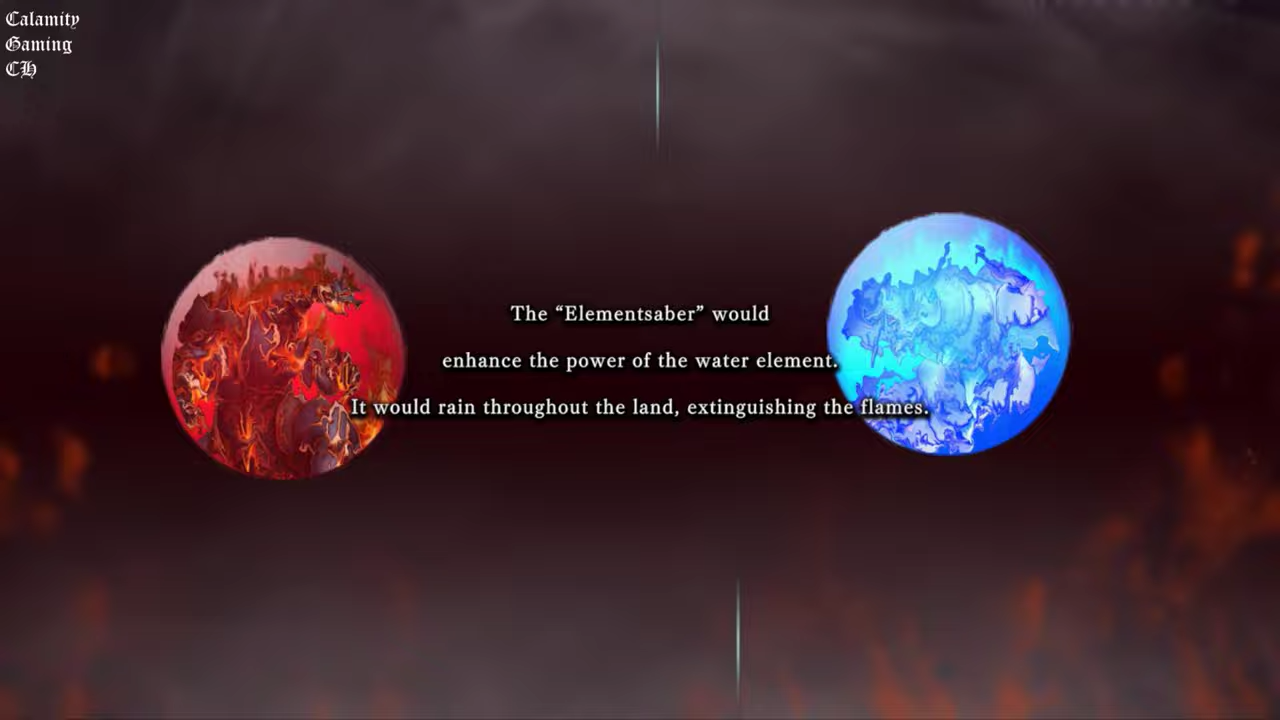 Calamity
Gaming
CH
The “Elementsaber” would
enhance the power of the water element.
It would rain throughout the land, extinguishing the flames.